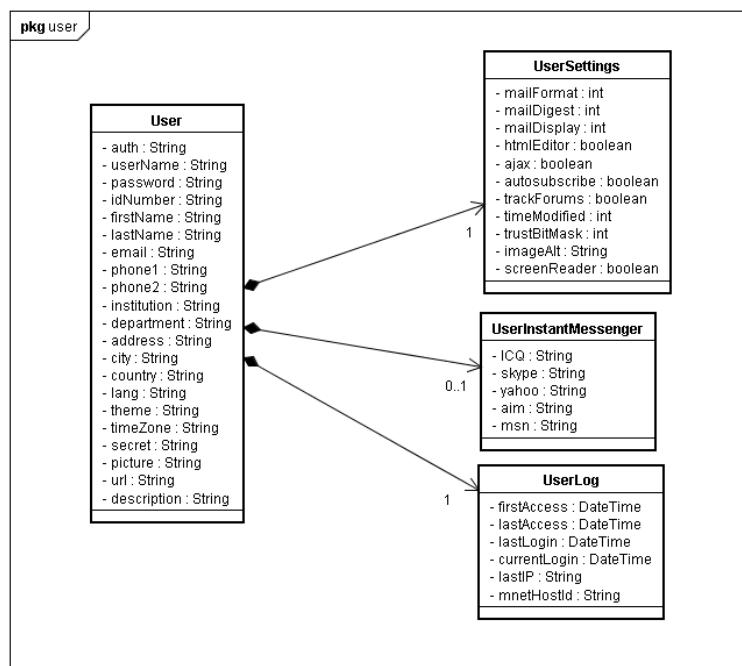 pkg user
User
- auth : String
- userName : String
- password : String
- idNumber : String
- firstName : String
- lastName : String
- email : String
- phone1 : String
- phone2 : String
- institution : String
- department : String
- address : String
- city : String
- country : String
- lang : String
- theme : String
- timeZone : String
- secret : String
- picture : String
- url : String
- description : String
UserSettings
- mailFormat : int
- mailDigest : int
- mailDisplay : int
- htmlEditor : boolean
- ajax : boolean
- autosubscribe : boolean
- trackForums : boolean
- timeModified : int
- trustBitMask : int
- imageAlt : String
- screenReader : boolean
1
UserInstantMessenger
- ICQ : String
- skype : String
- yahoo : String
- aim : String
- msn : String
0..1
UserLog
- firstAccess : DateTime
- lastAccess : DateTime
- lastLogin : DateTime
- currentLogin : DateTime
- lastIP : String
- mnetHostId : String
1